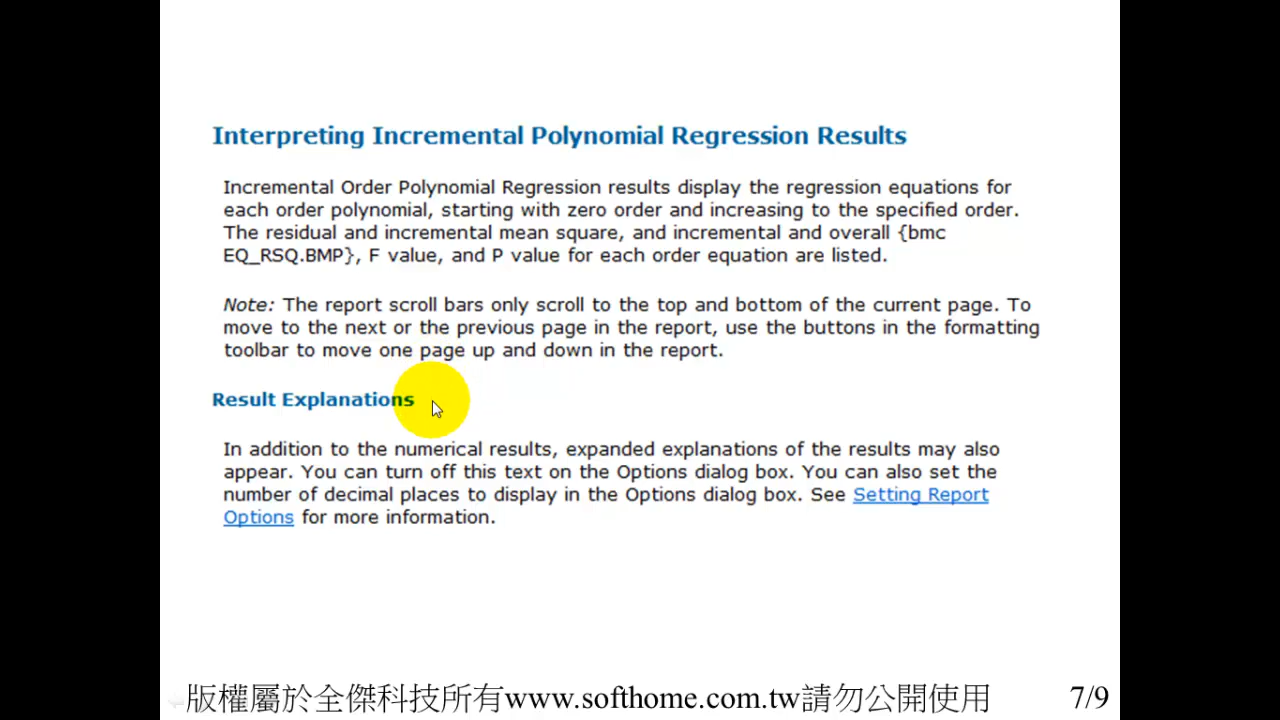 Interpreting Incremental Polynomial Regression Results
Incremental Order Polynomial Regression results display the regression equations for
each order polynomial, starting with zero order and increasing to the specified order.
The residual and incremental mean square, and incremental and overall {bmc
EQ_RSQ.BMP}, F value, and P value for each order equation are listed.
Note: The report scroll bars only scroll to the top and bottom of the current page. To
move to the next or the previous page in the report, use the buttons in the formatting
toolbar to move one page up and down in the report.
Result Explanations
In addition to the numerical results, expanded explanations of the results may also
appear. You can turn off this text on the Options dialog box. You can also set the
number of decimal places to display in the Options dialog box. See Setting Report
Options for more information.
版權屬於全傑科技所有www.softhome.com.tw請勿公開使用 7/9